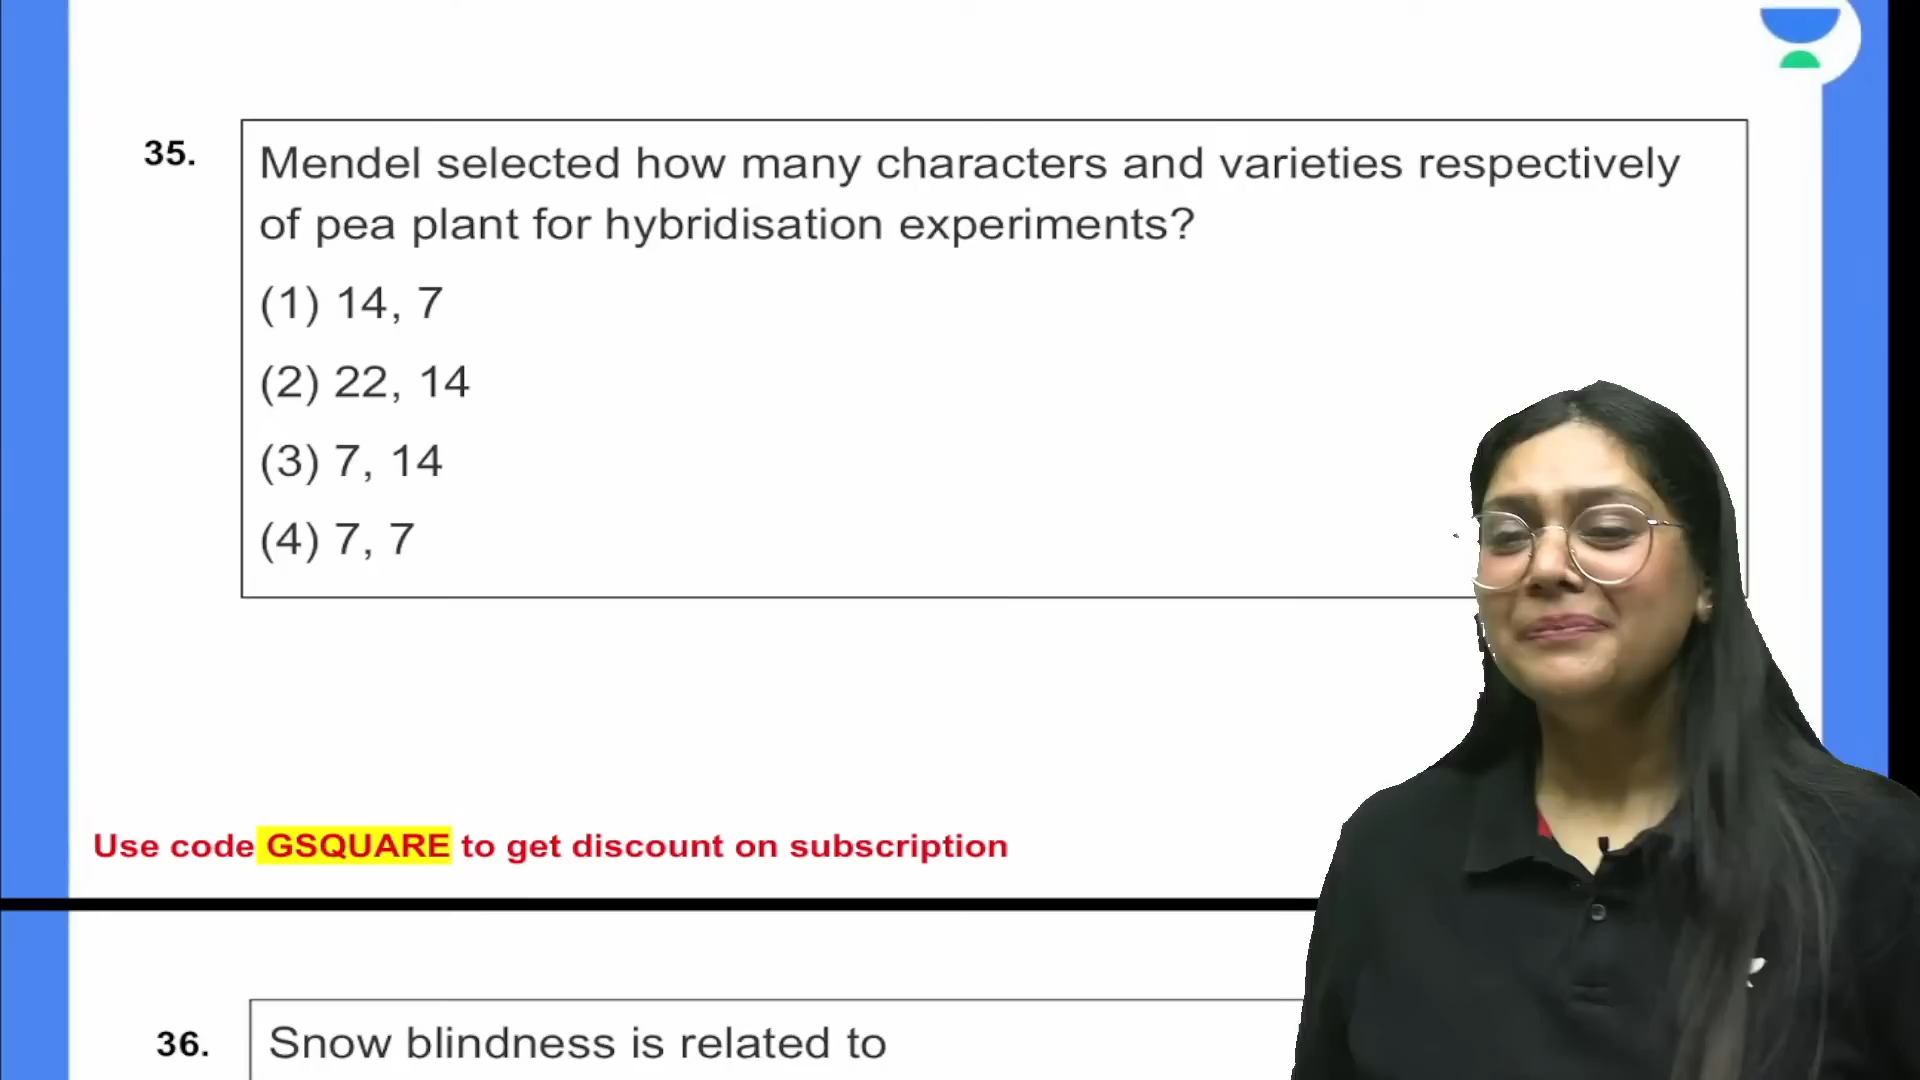 35.
Mendel selected how many characters and varieties respectively
of pea plant for hybridisation experiments?
(1) 14, 7
(2) 22, 14
(3) 7, 14
(4) 7, 7
Use code GSQUARE to get discount on subscription
36.
Snow blindness is related to